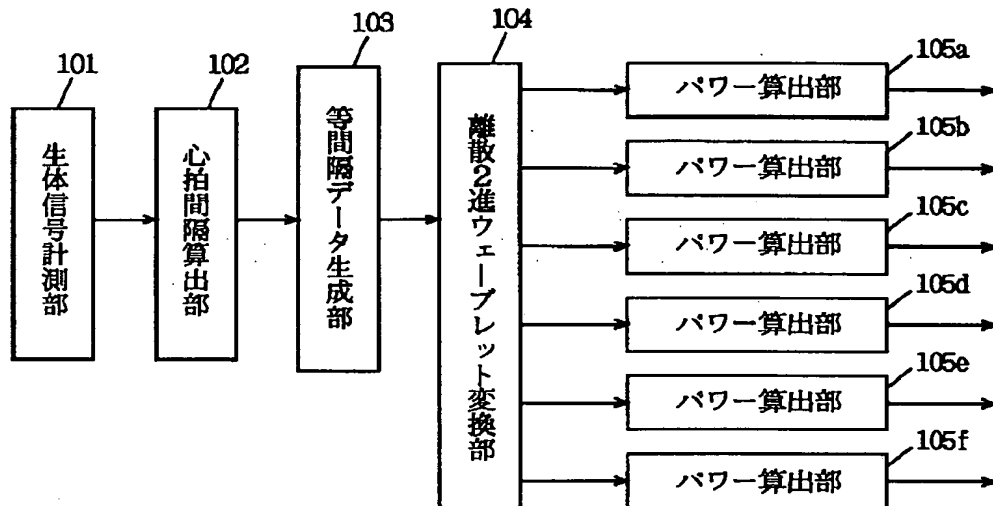 101
生体信号計測部
102
心拍間隔算出部
103
等間隔データ生成部
104
離散2進ウェーブレット変換部
105a
パワー算出部
105b
パワー算出部
105c
パワー算出部
105d
パワー算出部
105e
パワー算出部
105f
パワー算出部